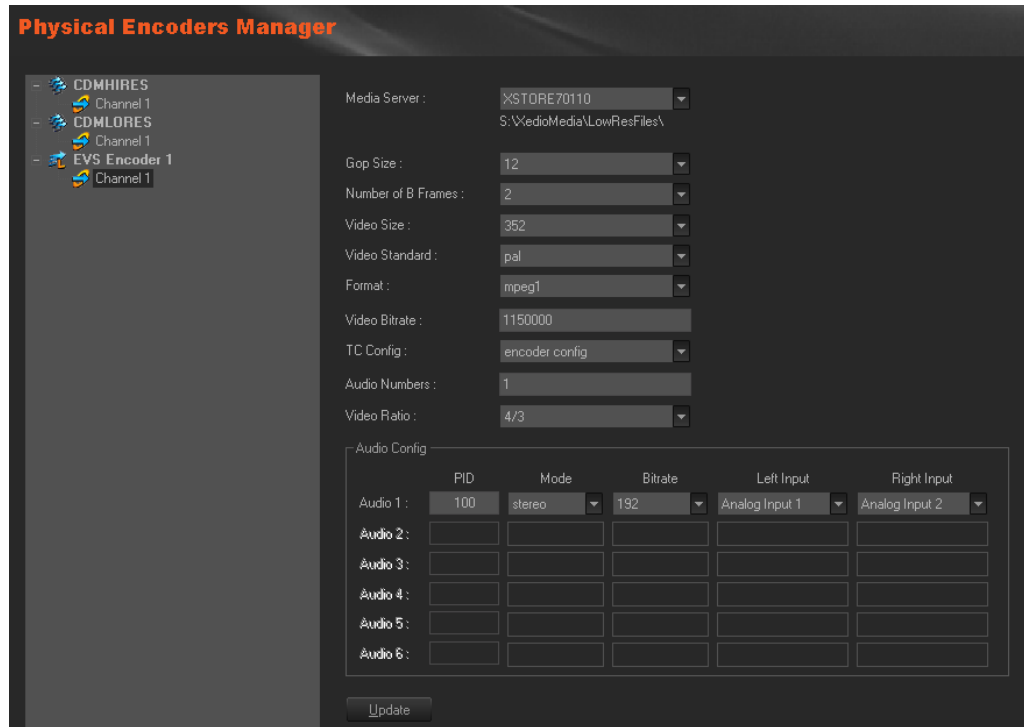 Physical Encoders Manager
CDMHIRES
Channel 1
CDMLORES
Channel 1
EVS Encoder 1
Channel 1
Media Server : XSTORE70110
S:\XedioMedia\LowResFiles\
Gop Size : 12
Number of B Frames : 2
Video Size : 352
Video Standard : pal
Format : mpeg1
Video Bitrate : 1150000
TC Config : encoder config
Audio Numbers : 1
Video Ratio : 4/3
Audio Config
PID Mode Bitrate Left Input Right Input
Audio 1 : 100 stereo 192 Analog Input 1 Analog Input 2
Audio 2 :
Audio 3 :
Audio 4 :
Audio 5 :
Audio 6 :
Update